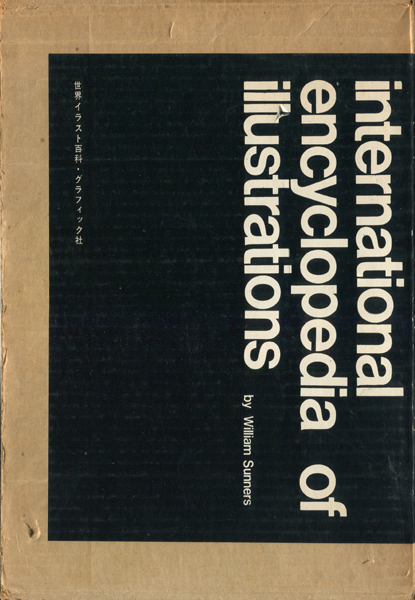 international
encyclopedia of
illustrations
by William Sunners
世界イラスト百科・グラフィック社